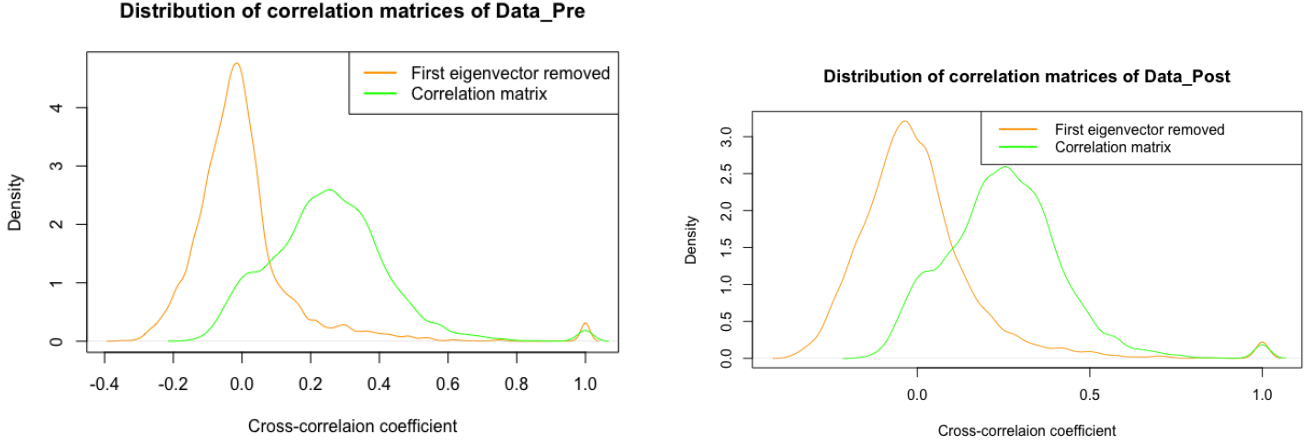 Distribution of correlation matrices of Data_Pre
First eigenvector removed
Correlation matrix
Density
4
3
2
1
0
-0.4 -0.2 0.0 0.2 0.4 0.6 0.8 1.0
Cross-correlaion coefficient
Distribution of correlation matrices of Data_Post
First eigenvector removed
Correlation matrix
Density
3.0
2.5
2.0
1.5
1.0
0.5
0.0
0.0 0.5 1.0
Cross-correlaion coefficient